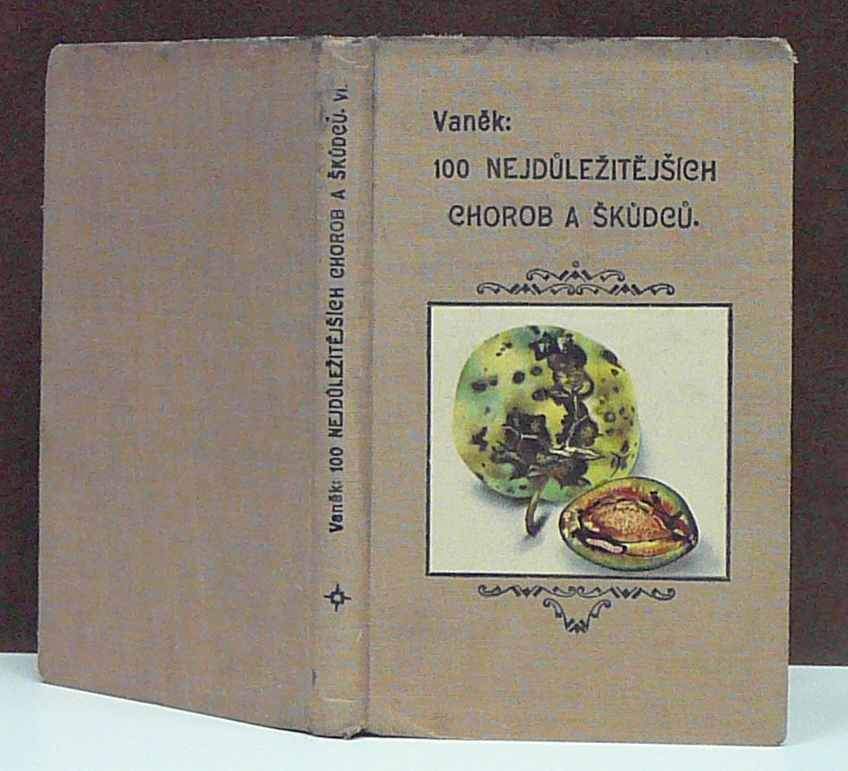 Vaněk: 100 NEJDŮLEŽITĚJŠÍCH CHOROB A ŠKŮDCŮ. VI.
Vaněk:
100 NEJDŮLEŽITĚJŠÍCH
CHOROB A ŠKŮDCŮ.